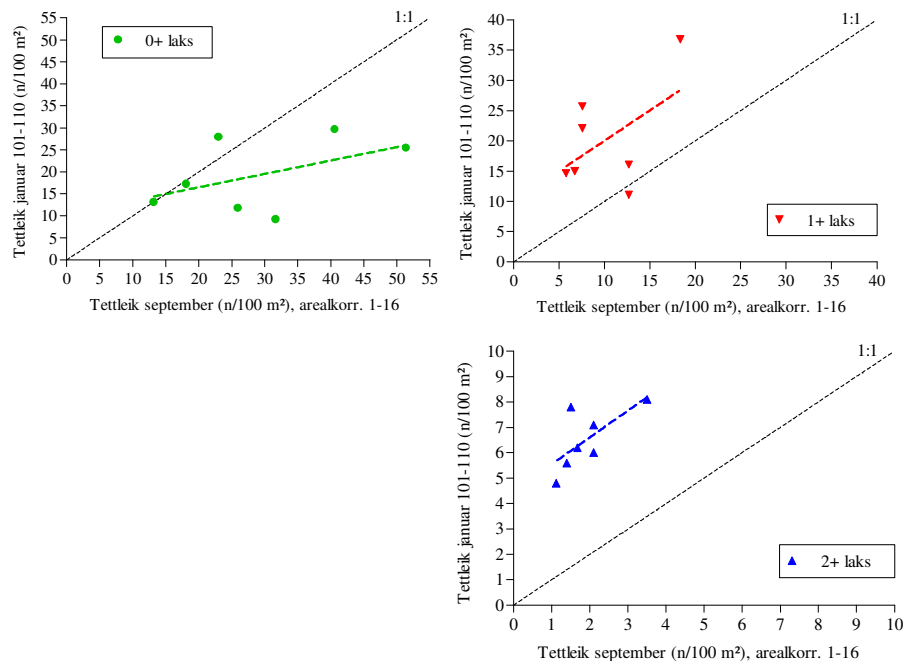 1:1
0+ laks
Tettleik januar 101-110 (n/100 m²)
55
50
45
40
35
30
25
20
15
10
5
0
0 5 10 15 20 25 30 35 40 45 50 55
Tettleik september (n/100 m²), arealkorr. 1-16
1:1
Tettleik januar 101-110 (n/100 m²)
40
35
30
25
20
15
10
5
0
1+ laks
0 5 10 15 20 25 30 35 40
Tettleik september (n/100 m²), arealkorr. 1-16
1:1
Tettleik januar 101-110 (n/100 m²)
10
9
8
7
6
5
4
3
2
1
0
2+ laks
0 1 2 3 4 5 6 7 8 9 10
Tettleik september (n/100 m²), arealkorr. 1-16